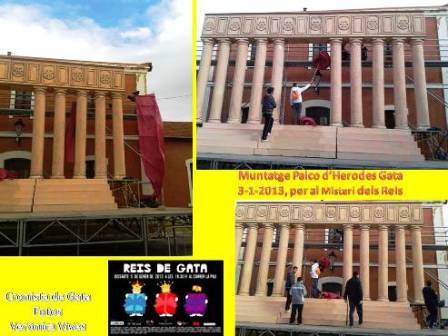 Muntatge Palco d'Herodes Gata
3-1-2013, per al Misteri dels Reis
REIS DE GATA
Cronista de Gata
Fotos
Verònica Vives